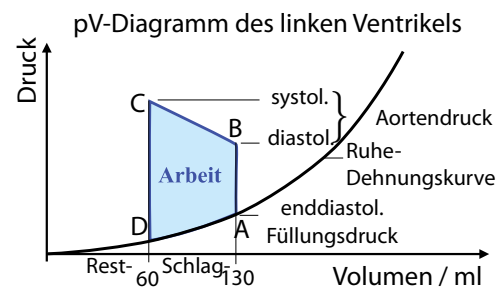 pV-Diagramm des linken Ventrikels
Druck
C
systol.
B
diastol.
Aortendruck
Ruhe-
Dehnungskurve
Arbeit
D
A
enddiastol.
Füllungsdruck
Rest-
Schlag-
60
130
Volumen / ml